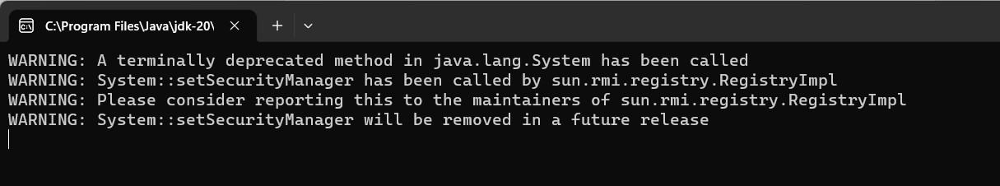 C:\Program Files\Java\jdk-20\
WARNING: A terminally deprecated method in java.lang.System has been called
WARNING: System::setSecurityManager has been called by sun.rmi.registry.RegistryImpl
WARNING: Please consider reporting this to the maintainers of sun.rmi.registry.RegistryImpl
WARNING: System::setSecurityManager will be removed in a future release